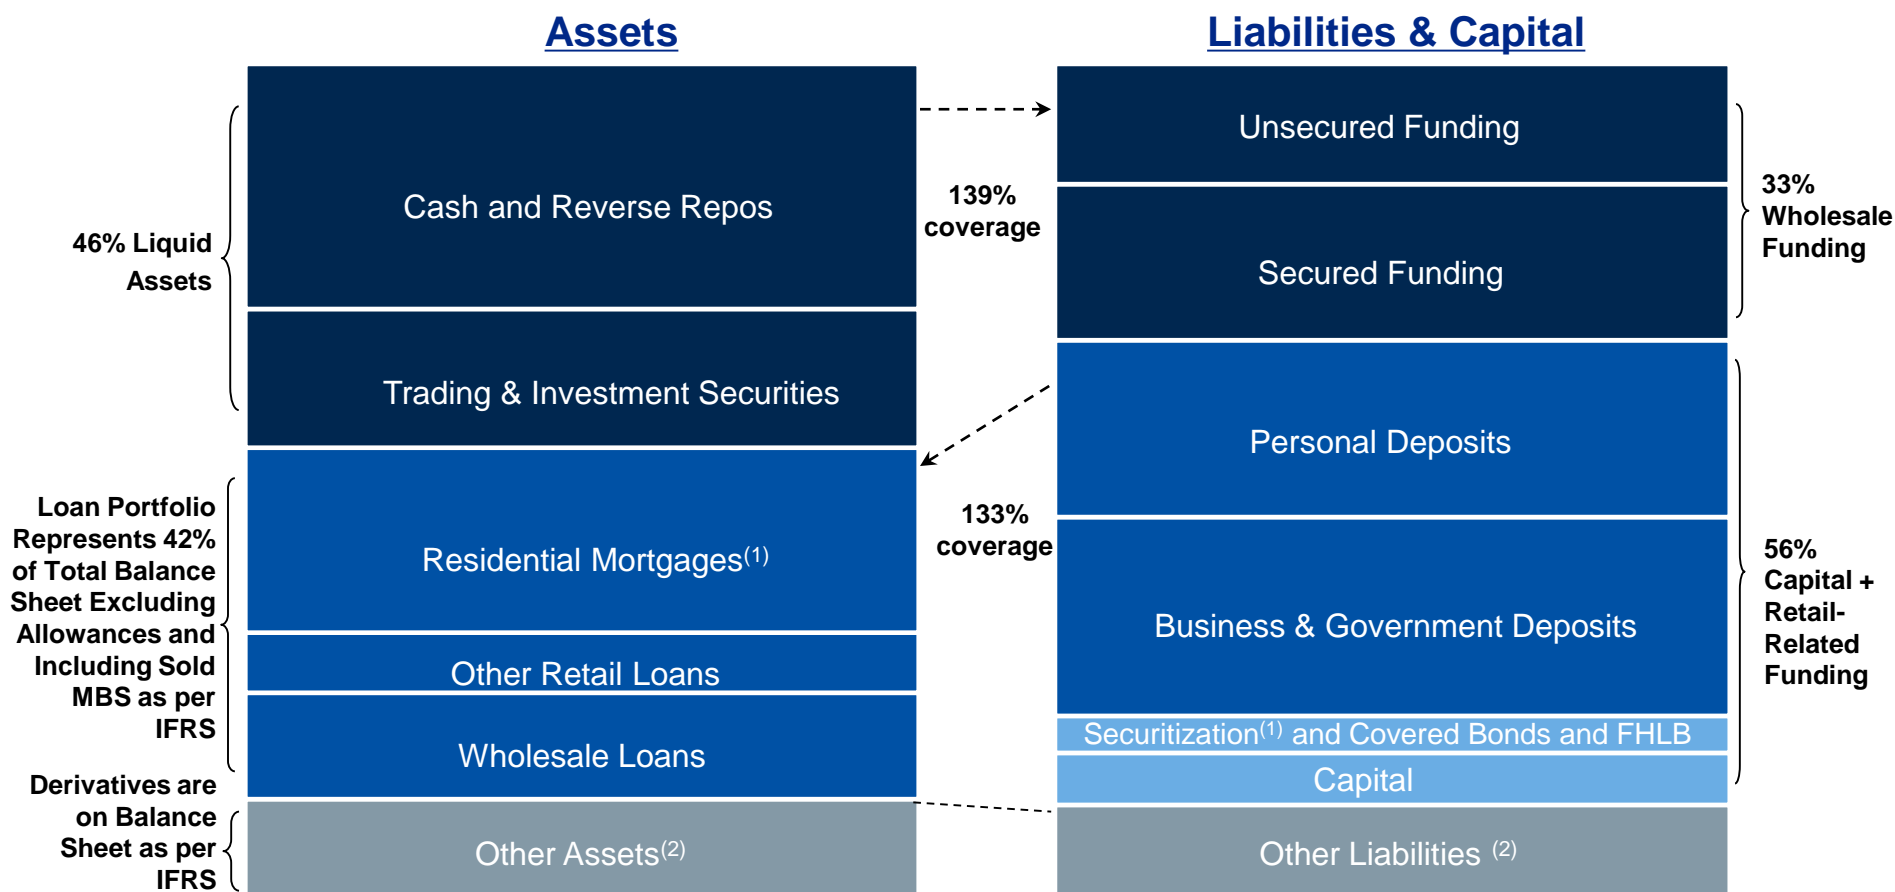 Assets
Liabilities & Capital
46% Liquid
Assets
Cash and Reverse Repos
Trading & Investment Securities
Loan Portfolio
Represents 42%
of Total Balance
Sheet Excluding
Allowances and
Including Sold
MBS as per
IFRS
Residential Mortgages(1)
Other Retail Loans
Wholesale Loans
Derivatives are
on Balance
Sheet as per
IFRS
Other Assets(2)
139%
coverage
133%
coverage
Unsecured Funding
Secured Funding
33%
Wholesale
Funding
Personal Deposits
Business & Government Deposits
Securitization(1) and Covered Bonds and FHLB
Capital
56%
Capital +
Retail-
Related
Funding
Other Liabilities (2)